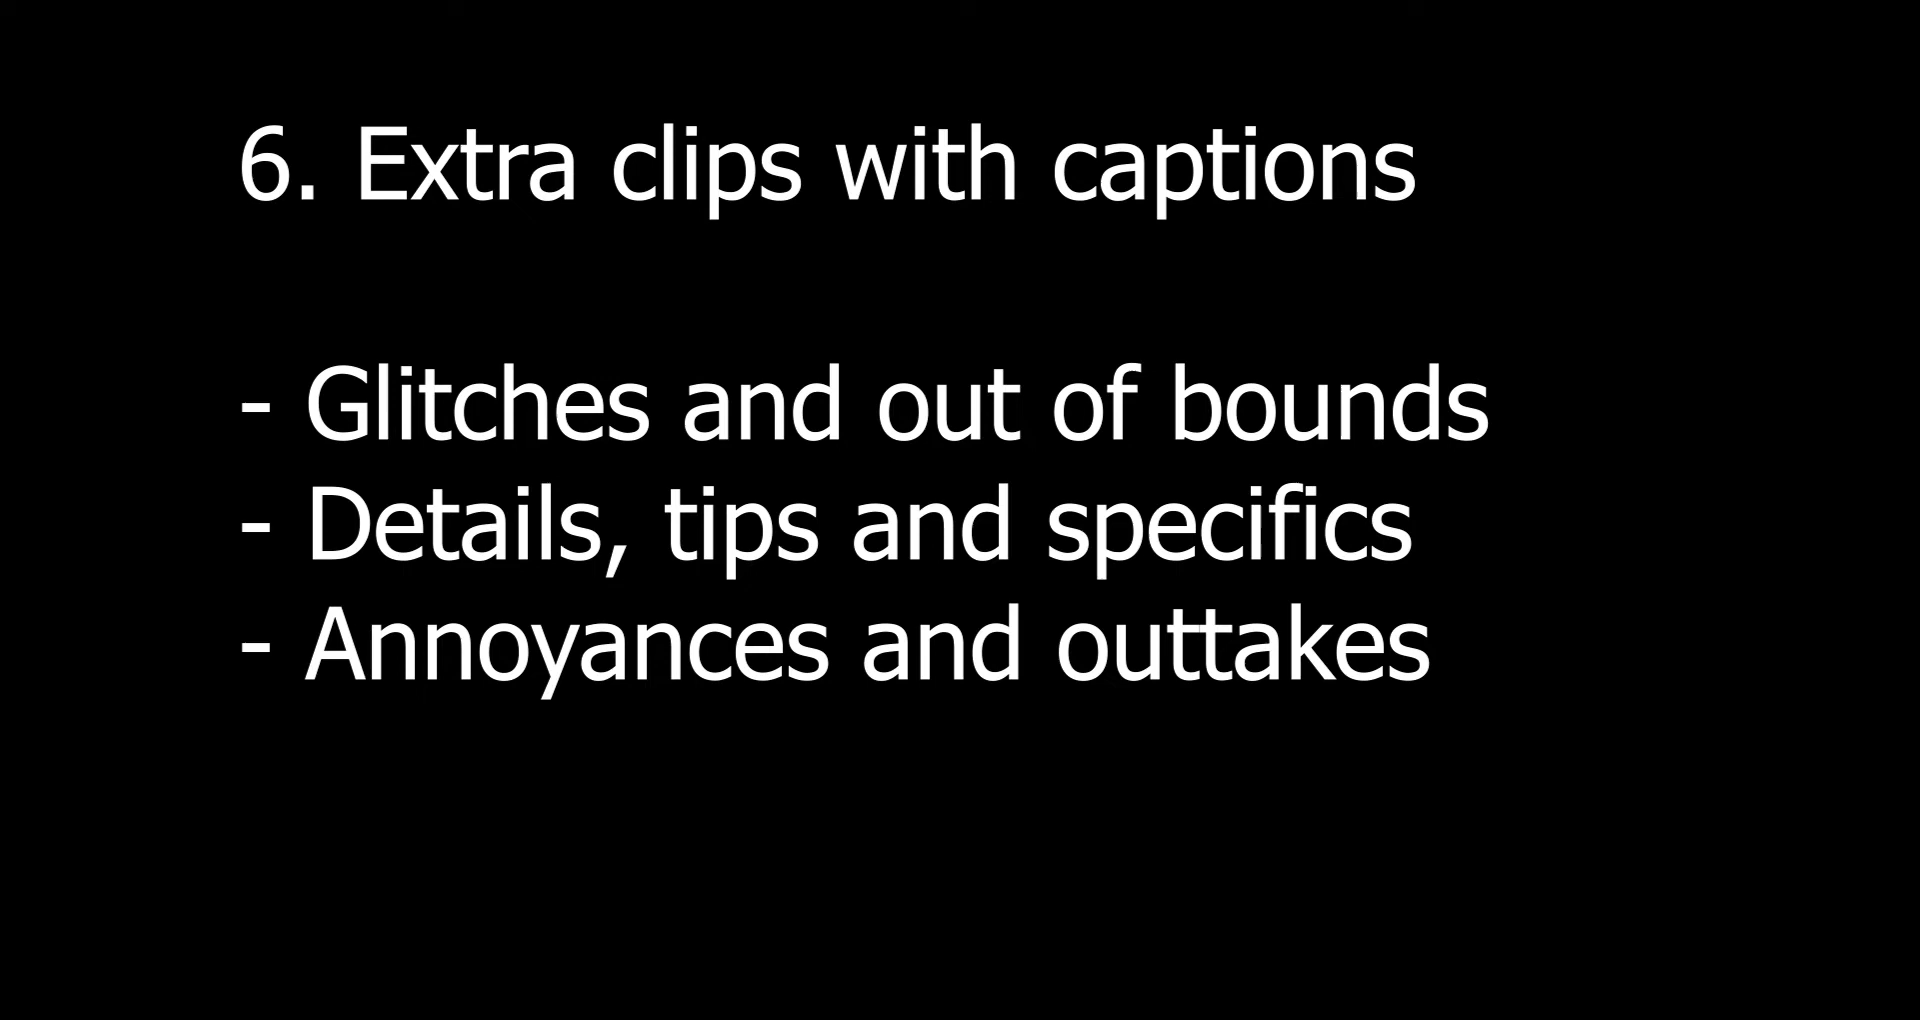 6. Extra clips with captions
- Glitches and out of bounds
- Details, tips and specifics
- Annoyances and outtakes